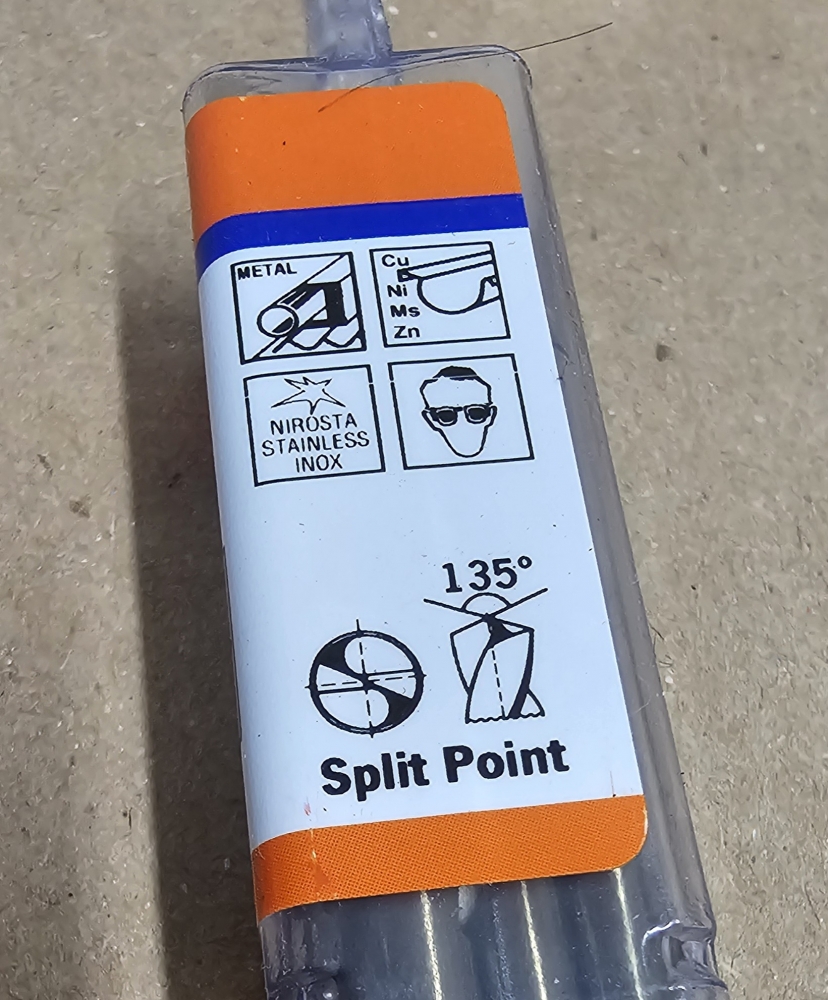 METAL
Cu
Ni
Ms
Zn
NIROSTA
STAINLESS
INOX
135°
Split Point